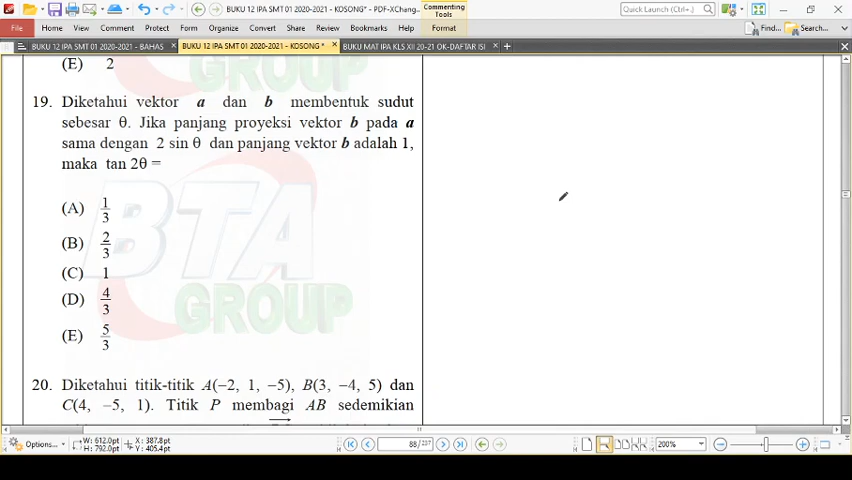 Commenting
Tools
BUKU 12 IPA SMT 01 2020-2021 - KOSONG* - PDF-XChang
Quick Launch (Ctrl+.)
File
Home
View
Comment
Protect
Form
Organize
Convert
Share
Review
Bookmarks
Help
Format
Find...
Search...
BUKU 12 IPA SMT 01 2020-2021 - BAHAS
BUKU 12 IPA SMT 01 2020-2021 - KOSONG *
BUKU MAT IPA KLS XII 20-21 OK-DAFTAR ISI
(E) 2
19. Diketahui vektor a dan b membentuk sudut
sebesar θ. Jika panjang proyeksi vektor b pada a
sama dengan 2 sin θ dan panjang vektor b adalah 1,
maka tan 2θ =
(A) 1/3
(B) 2/3
(C) 1
(D) 4/3
(E) 5/3
BTA
GROUP
20. Diketahui titik-titik A(–2, 1, –5), B(3, –4, 5) dan
C(4, –5, 1). Titik P membagi AB sedemikian
Options...
W: 612.0pt
H: 792.0pt
X: 387.8pt
Y: 405.4pt
88 / 237
200%